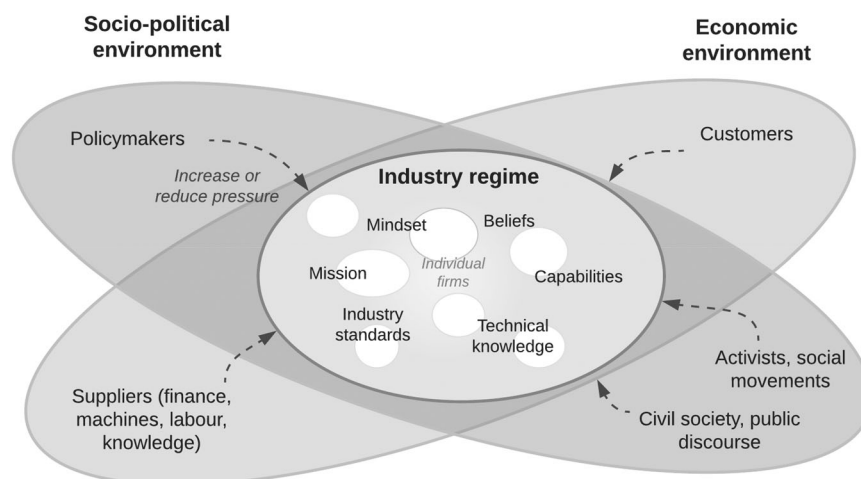 Socio-political
environment
Economic
environment
Policymakers
Customers
Increase or
reduce pressure
Industry regime
Mindset
Beliefs
Mission
Individual
firms
Capabilities
Industry
standards
Technical
knowledge
Suppliers (finance,
machines, labour,
knowledge)
Activists, social
movements
Civil society, public
discourse